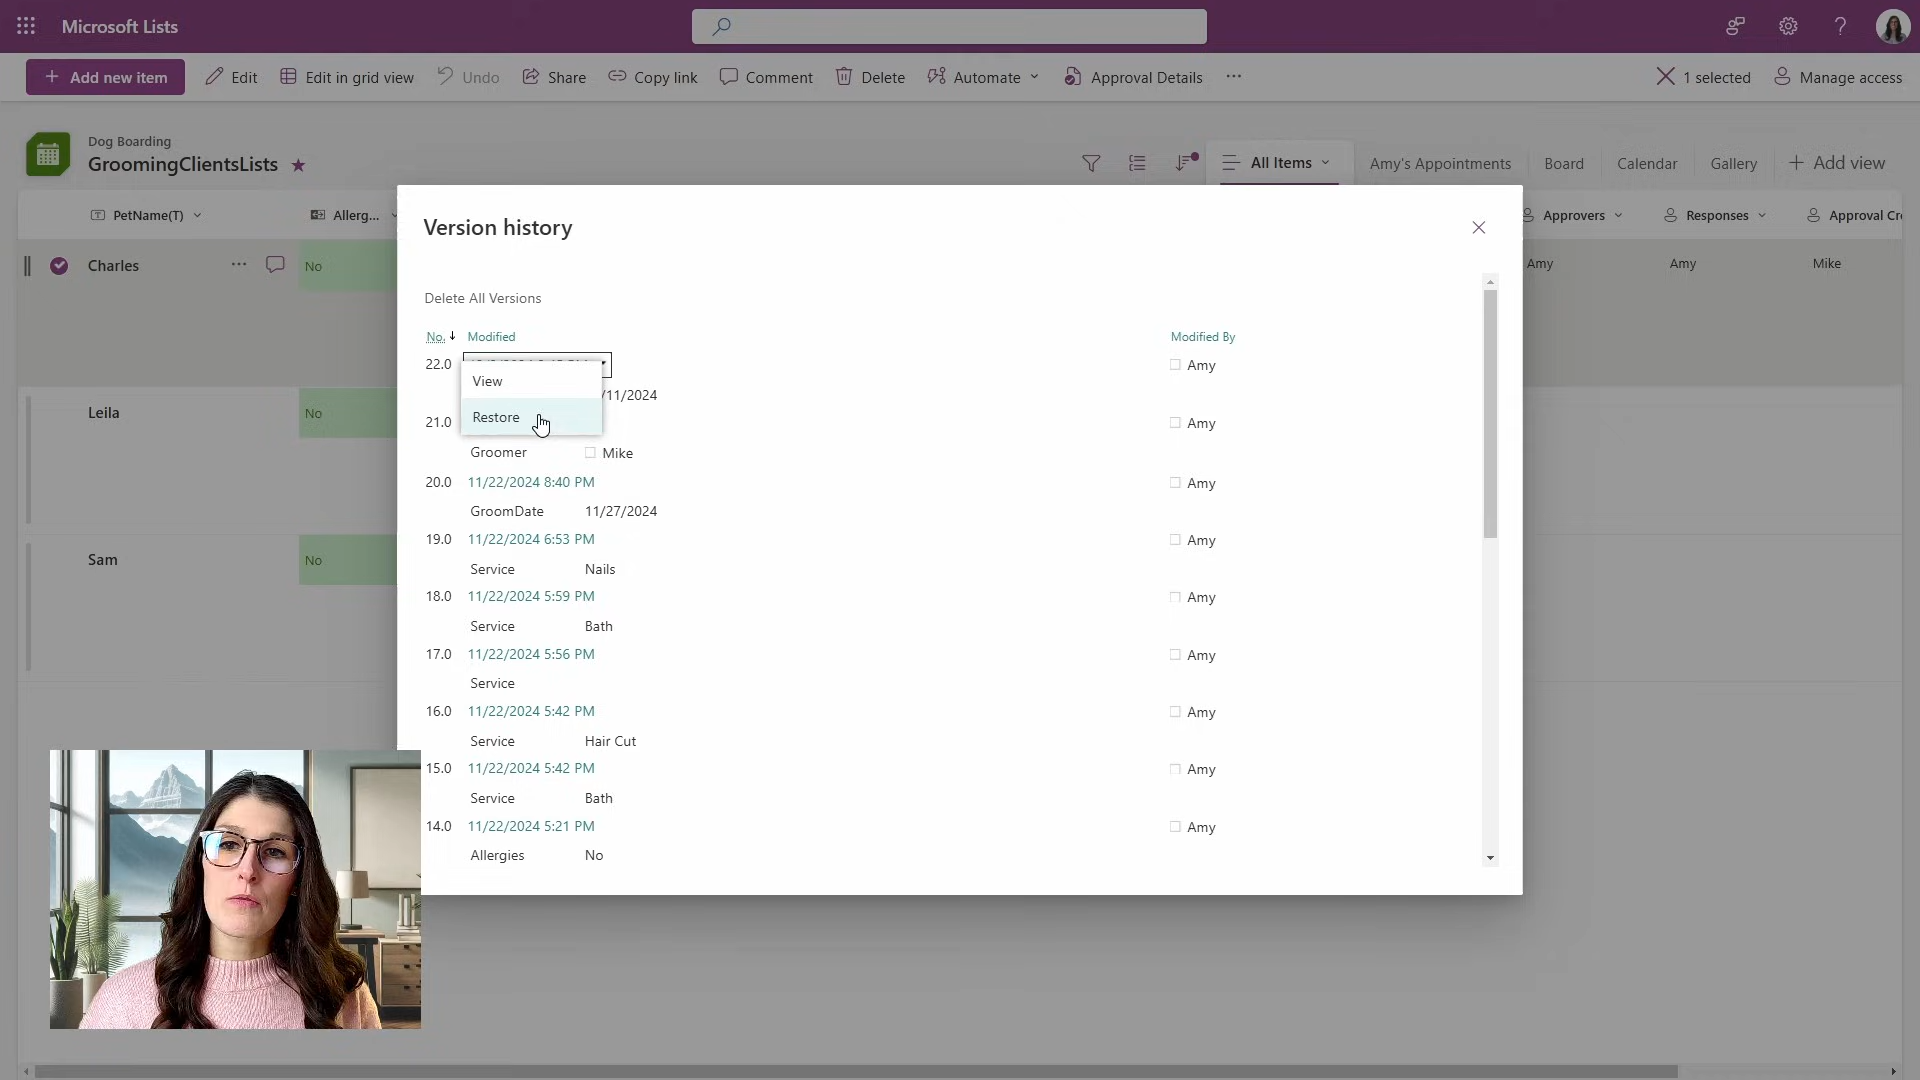 Microsoft Lists
Add new item
Edit
Edit in grid view
Undo
Share
Copy link
Comment
Delete
Automate
Approval Details
1 selected
Manage access
Dog Boarding
GroomingClientsLists
All Items
Amy's Appointments
Board
Calendar
Gallery
Add view
PetName(T)
Allerg...
Approvers
Responses
Approval Cr
Charles
No
Amy
Amy
Mike
Leila
No
Sam
No
Version history
Delete All Versions
No.
Modified
Modified By
22.0
Amy
View
/11/2024
Restore
21.0
Amy
Groomer
Mike
20.0
11/22/2024 8:40 PM
Amy
GroomDate
11/27/2024
19.0
11/22/2024 6:53 PM
Amy
Service
Nails
18.0
11/22/2024 5:59 PM
Amy
Service
Bath
17.0
11/22/2024 5:56 PM
Amy
Service
16.0
11/22/2024 5:42 PM
Amy
Service
Hair Cut
15.0
11/22/2024 5:42 PM
Amy
Service
Bath
14.0
11/22/2024 5:21 PM
Amy
Allergies
No